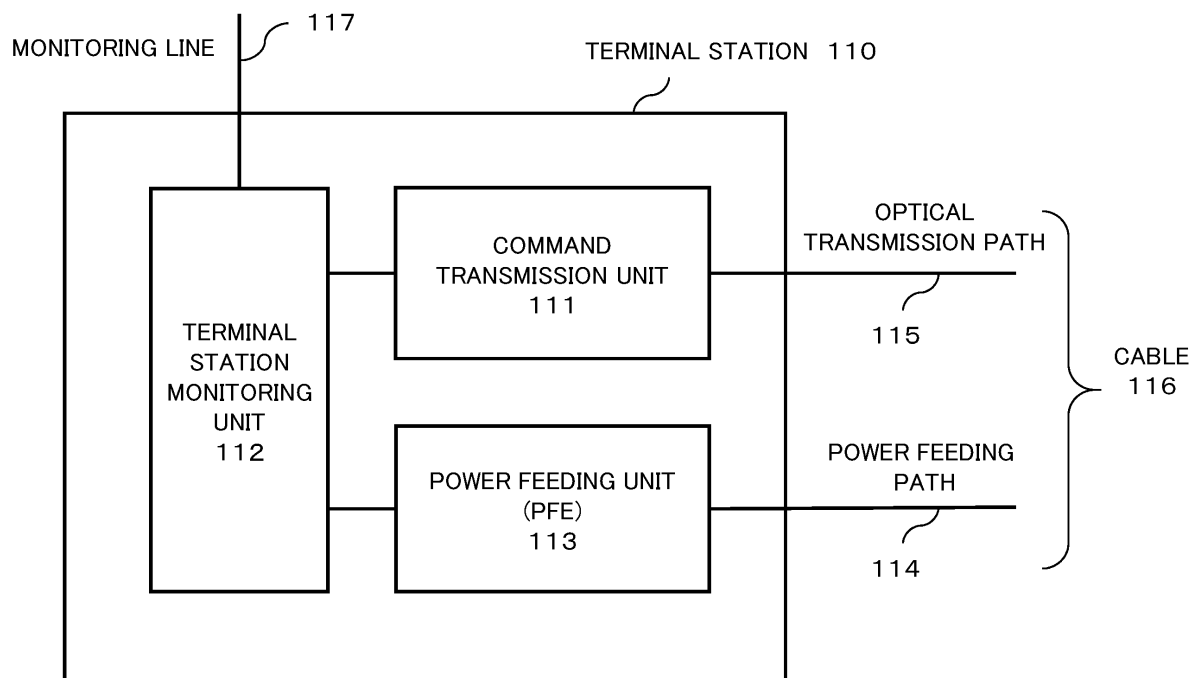 117
MONITORING LINE
TERMINAL STATION 110
OPTICAL
TRANSMISSION PATH
115
COMMAND
TRANSMISSION UNIT
111
TERMINAL
STATION
MONITORING
UNIT
112
CABLE
116
POWER FEEDING UNIT
(PFE)
113
POWER FEEDING
PATH
114